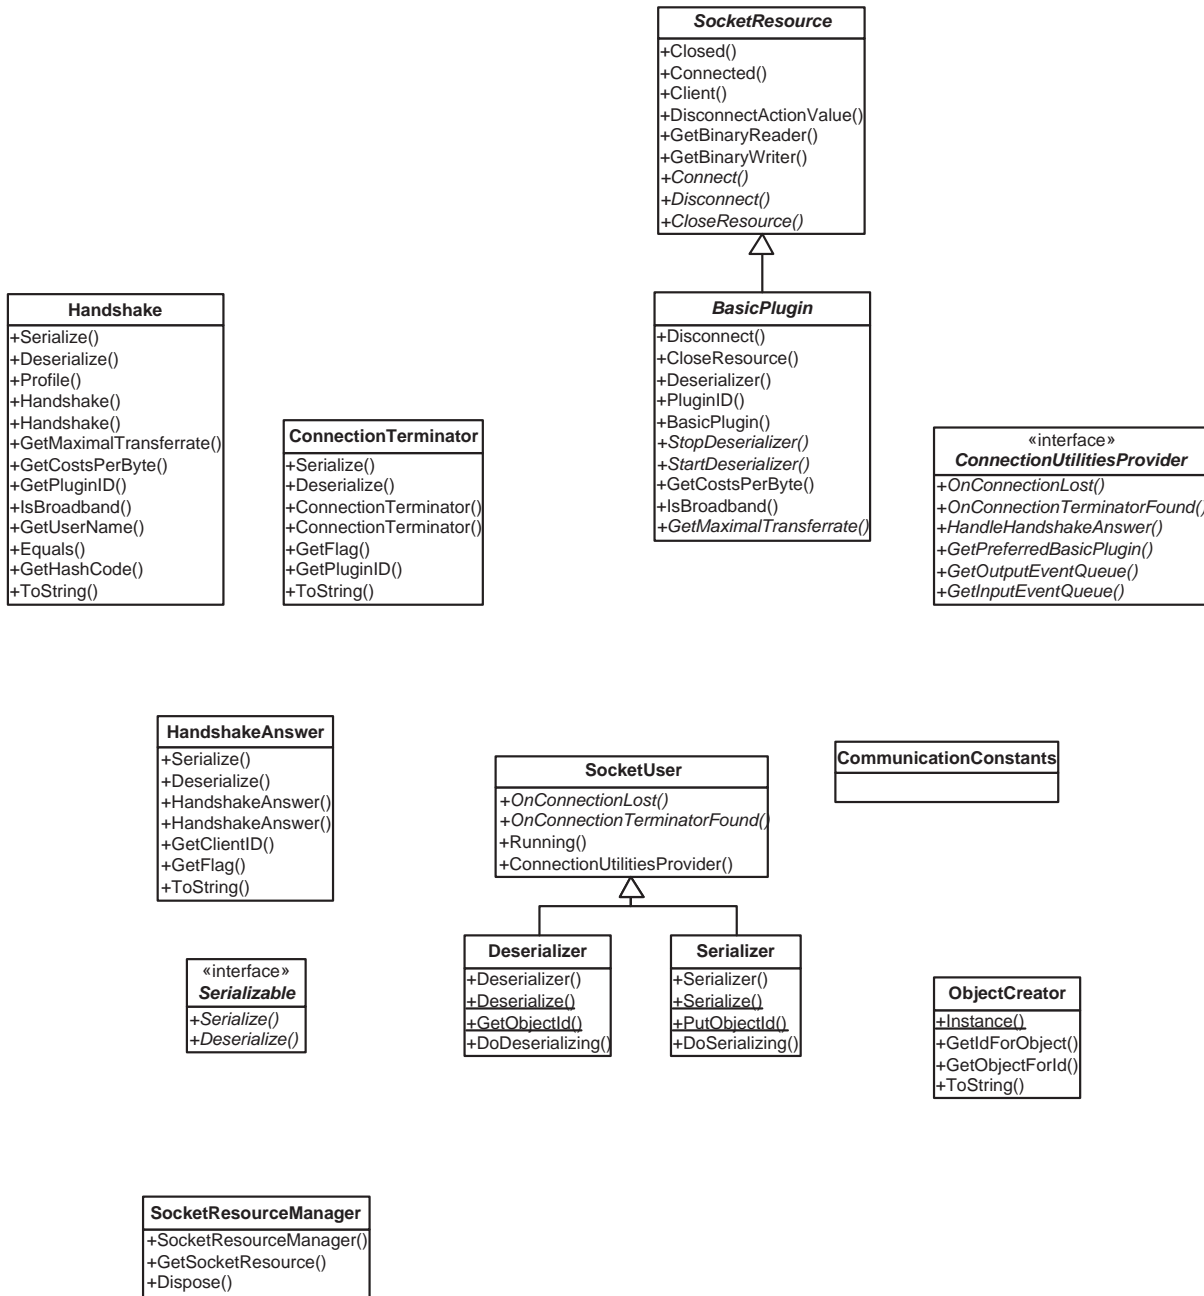 SocketResource
+Closed()
+Connected()
+Client()
+DisconnectActionValue()
+GetBinaryReader()
+GetBinaryWriter()
+Connect()
+Disconnect()
+CloseResource()
Handshake
+Serialize()
+Deserialize()
+Profile()
+Handshake()
+Handshake()
+GetMaximalTransferrate()
+GetCostsPerByte()
+GetPluginID()
+IsBroadband()
+GetUserName()
+Equals()
+GetHashCode()
+ToString()
ConnectionTerminator
+Serialize()
+Deserialize()
+ConnectionTerminator()
+ConnectionTerminator()
+GetFlag()
+GetPluginID()
+ToString()
BasicPlugin
+Disconnect()
+CloseResource()
+Deserializer()
+PluginID()
+BasicPlugin()
+StopDeserializer()
+StartDeserializer()
+GetCostsPerByte()
+IsBroadband()
+GetMaximalTransferrate()
«interface»
ConnectionUtilitiesProvider
+OnConnectionLost()
+OnConnectionTerminatorFound()
+HandleHandshakeAnswer()
+GetPreferredBasicPlugin()
+GetOutputEventQueue()
+GetInputEventQueue()
HandshakeAnswer
+Serialize()
+Deserialize()
+HandshakeAnswer()
+HandshakeAnswer()
+GetClientID()
+GetFlag()
+ToString()
SocketUser
+OnConnectionLost()
+OnConnectionTerminatorFound()
+Running()
+ConnectionUtilitiesProvider()
CommunicationConstants
«interface»
Serializable
+Serialize()
+Deserialize()
Deserializer
+Deserializer()
+Deserialize()
+GetObjectId()
+DoDeserializing()
Serializer
+Serializer()
+Serialize()
+PutObjectId()
+DoSerializing()
ObjectCreator
+Instance()
+GetIdForObject()
+GetObjectForId()
+ToString()
SocketResourceManager
+SocketResourceManager()
+GetSocketResource()
+Dispose()